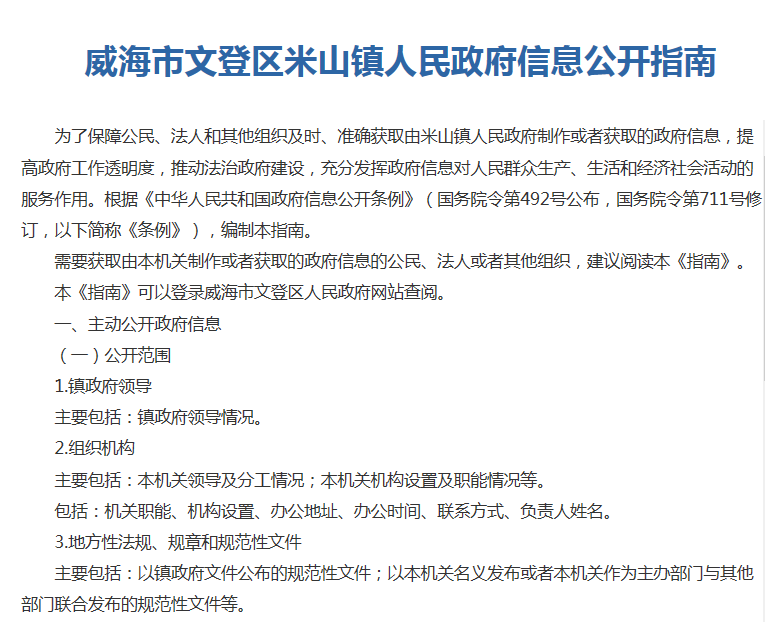 威海市文登区米山镇人民政府信息公开指南
为了保障公民、法人和其他组织及时、准确获取由米山镇人民政府制作或者获取的政府信息，提
高政府工作透明度，推动法治政府建设，充分发挥政府信息对人民群众生产、生活和经济社会活动的
服务作用。根据《中华人民共和国政府信息公开条例》（国务院令第492号公布，国务院令第711号修
订，以下简称《条例》），编制本指南。
需要获取由本机关制作或者获取的政府信息的公民、法人或者其他组织，建议阅读本《指南》。
本《指南》可以登录威海市文登区人民政府网站查阅。
一、主动公开政府信息
（一）公开范围
1.镇政府领导
主要包括：镇政府领导情况。
2.组织机构
主要包括：本机关领导及分工情况；本机关机构设置及职能情况等。
包括：机关职能、机构设置、办公地址、办公时间、联系方式、负责人姓名。
3.地方性法规、规章和规范性文件
主要包括：以镇政府文件公布的规范性文件；以本机关名义发布或者本机关作为主办部门与其他
部门联合发布的规范性文件等。